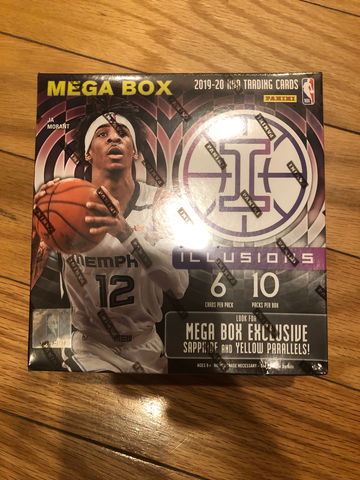 MEGA BOX
2019-20 NBA TRADING CARDS
PANINI
JA
MORANT
I
ILLUSIONS
MEMPH
12
6
CARDS PER PACK
10
PACKS PER BOX
LOOK FOR
MEGA BOX EXCLUSIVE
SAPPHIRE AND YELLOW PARALLELS!